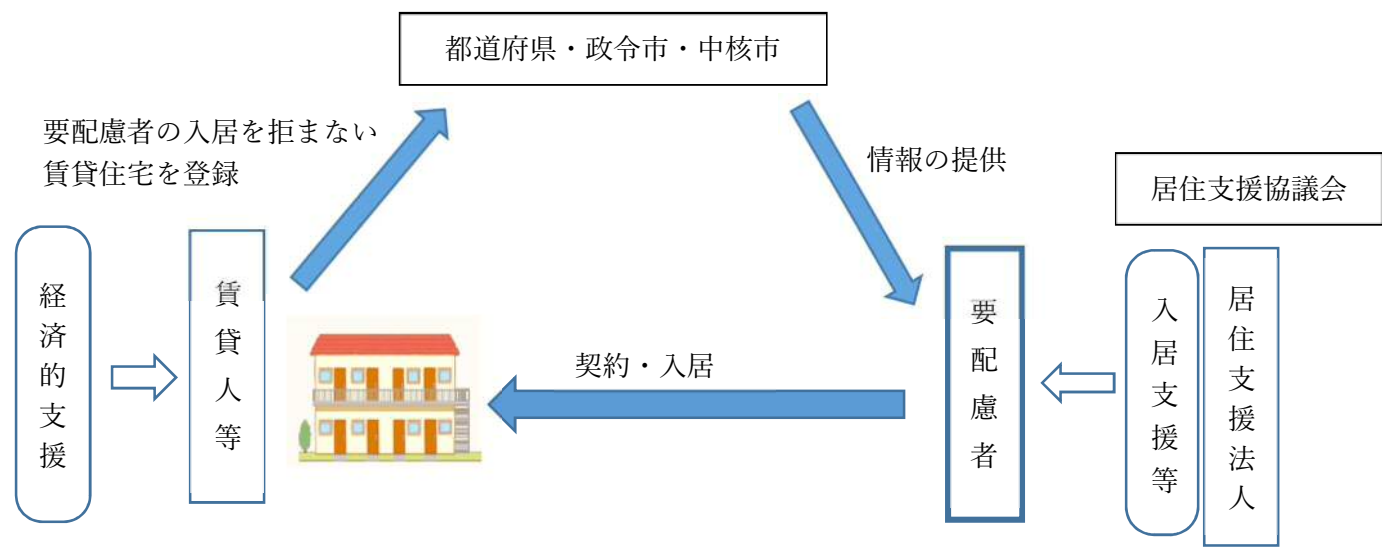 都道府県・政令市・中核市
要配慮者の入居を拒まない
賃貸住宅を登録
情報の提供
居住支援協議会
経済的支援
賃貸人等
契約・入居
要配慮者
入居支援等
居住支援法人